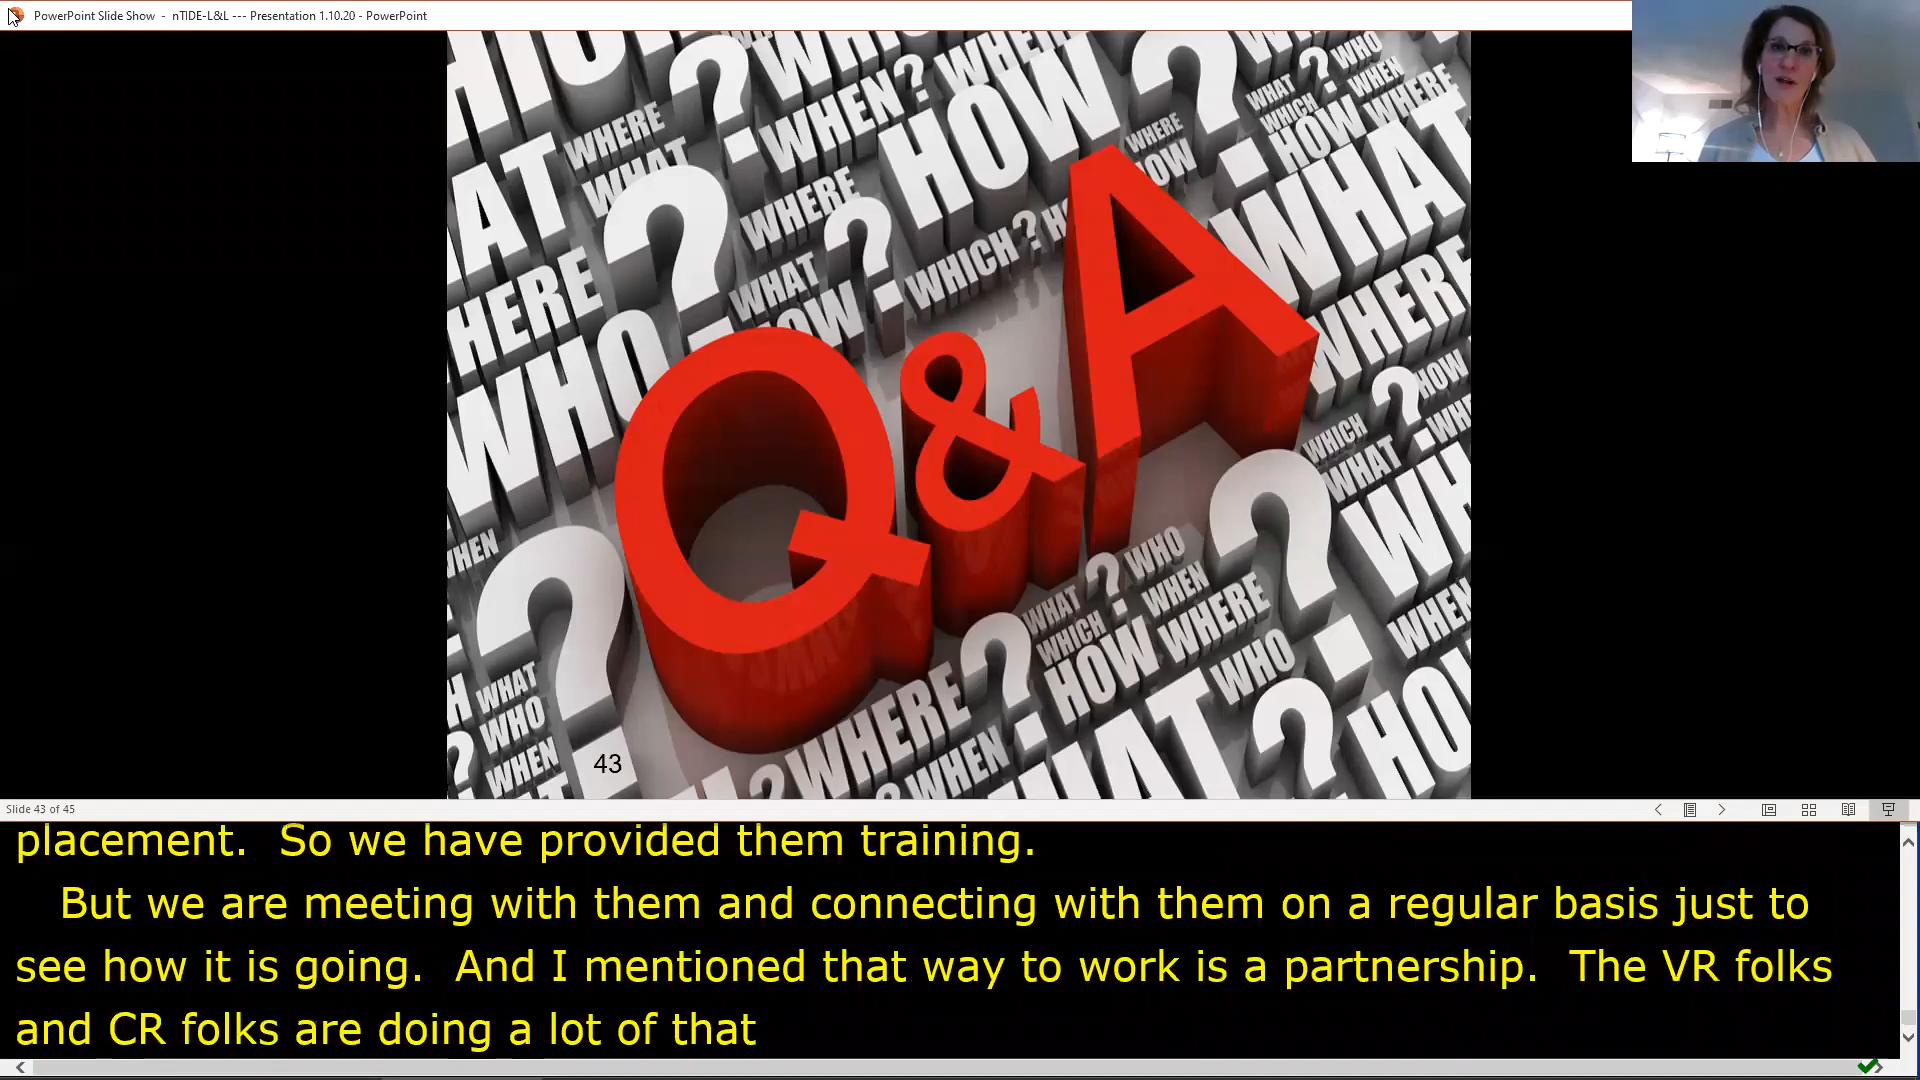 PowerPoint Slide Show - nTIDE-L&L --- Presentation 1.10.20 - PowerPoint
WHERE
WHAT
WHEN?
HOW
WHERE
WHAT
WHICH?
WHERE
WHAT
WHICH
WHO
WHEN
HOW
WHERE
WHAT
WHO
WHERE
HOW
WHICH
WHAT
Q&A
WHAT
WHICH
WHO
WHEN
HOW
WHERE
WHO
WHERE
WHEN
WHAT
WHO
WHEN
43
Slide 43 of 45
placement. So we have provided them training.
But we are meeting with them and connecting with them on a regular basis just to
see how it is going. And I mentioned that way to work is a partnership. The VR folks
and CR folks are doing a lot of that